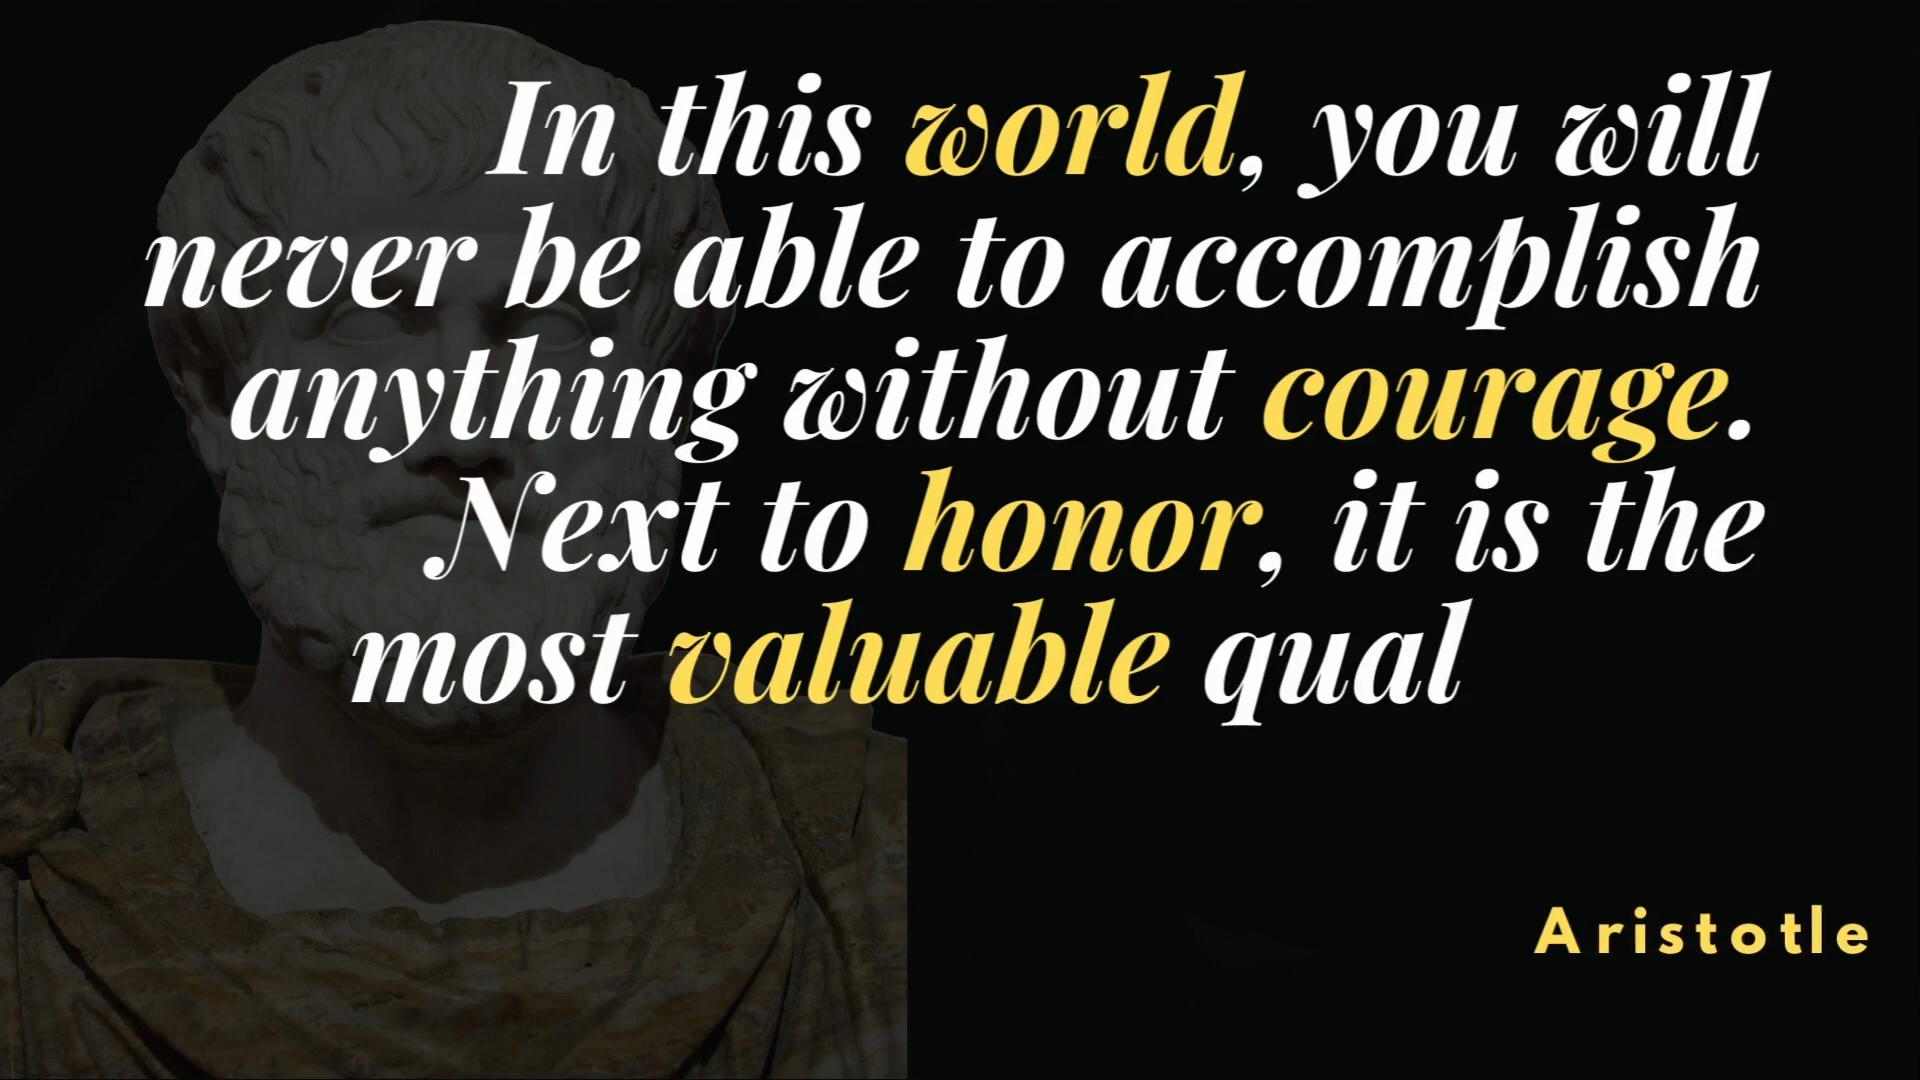 In this world, you will
never be able to accomplish
anything without courage.
Next to honor, it is the
most valuable qual
Aristotle